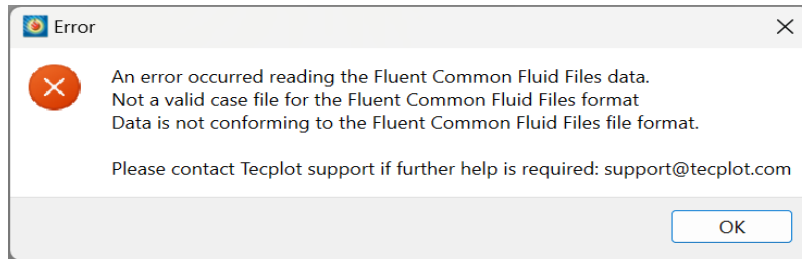 Error
An error occurred reading the Fluent Common Fluid Files data.
Not a valid case file for the Fluent Common Fluid Files format
Data is not conforming to the Fluent Common Fluid Files file format.
Please contact Tecplot support if further help is required: support@tecplot.com
OK